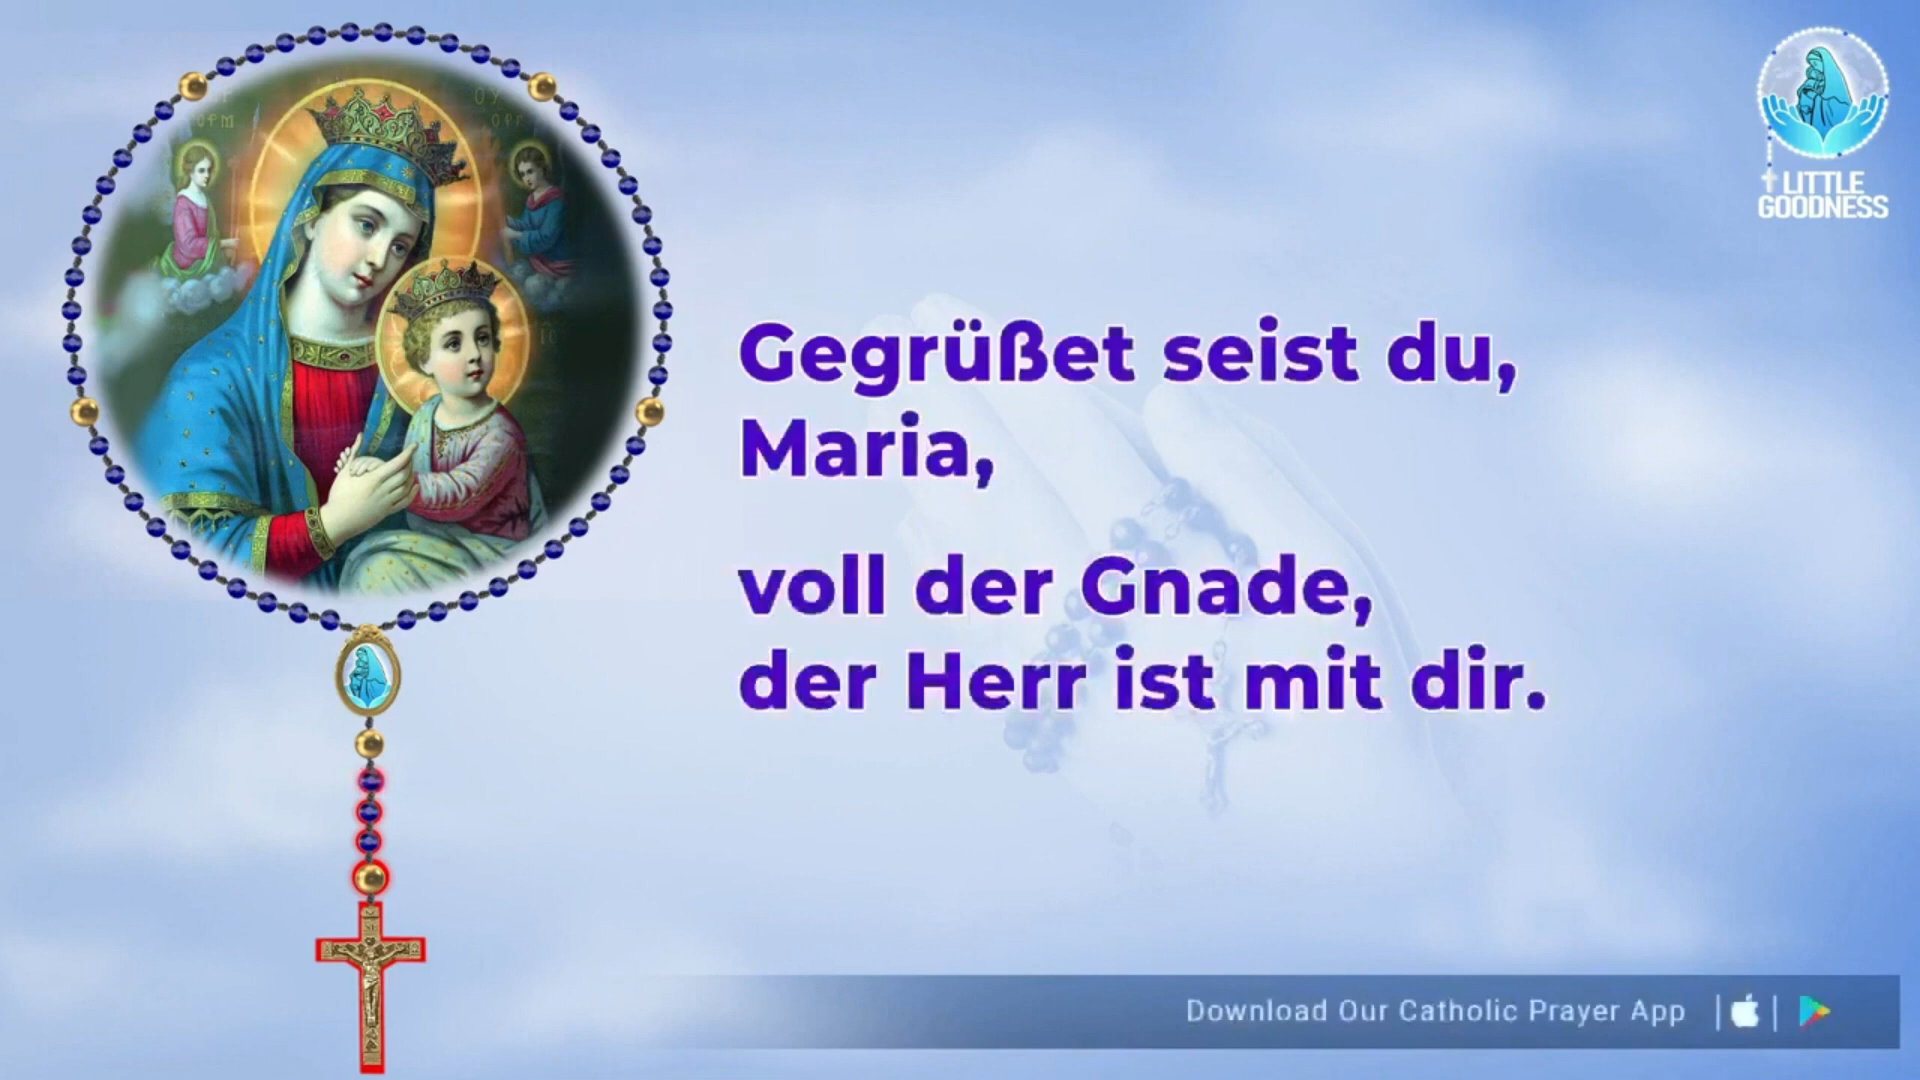 LITTLE
GOODNESS
Gegrüßet seist du,
Maria,
voll der Gnade,
der Herr ist mit dir.
Download Our Catholic Prayer App